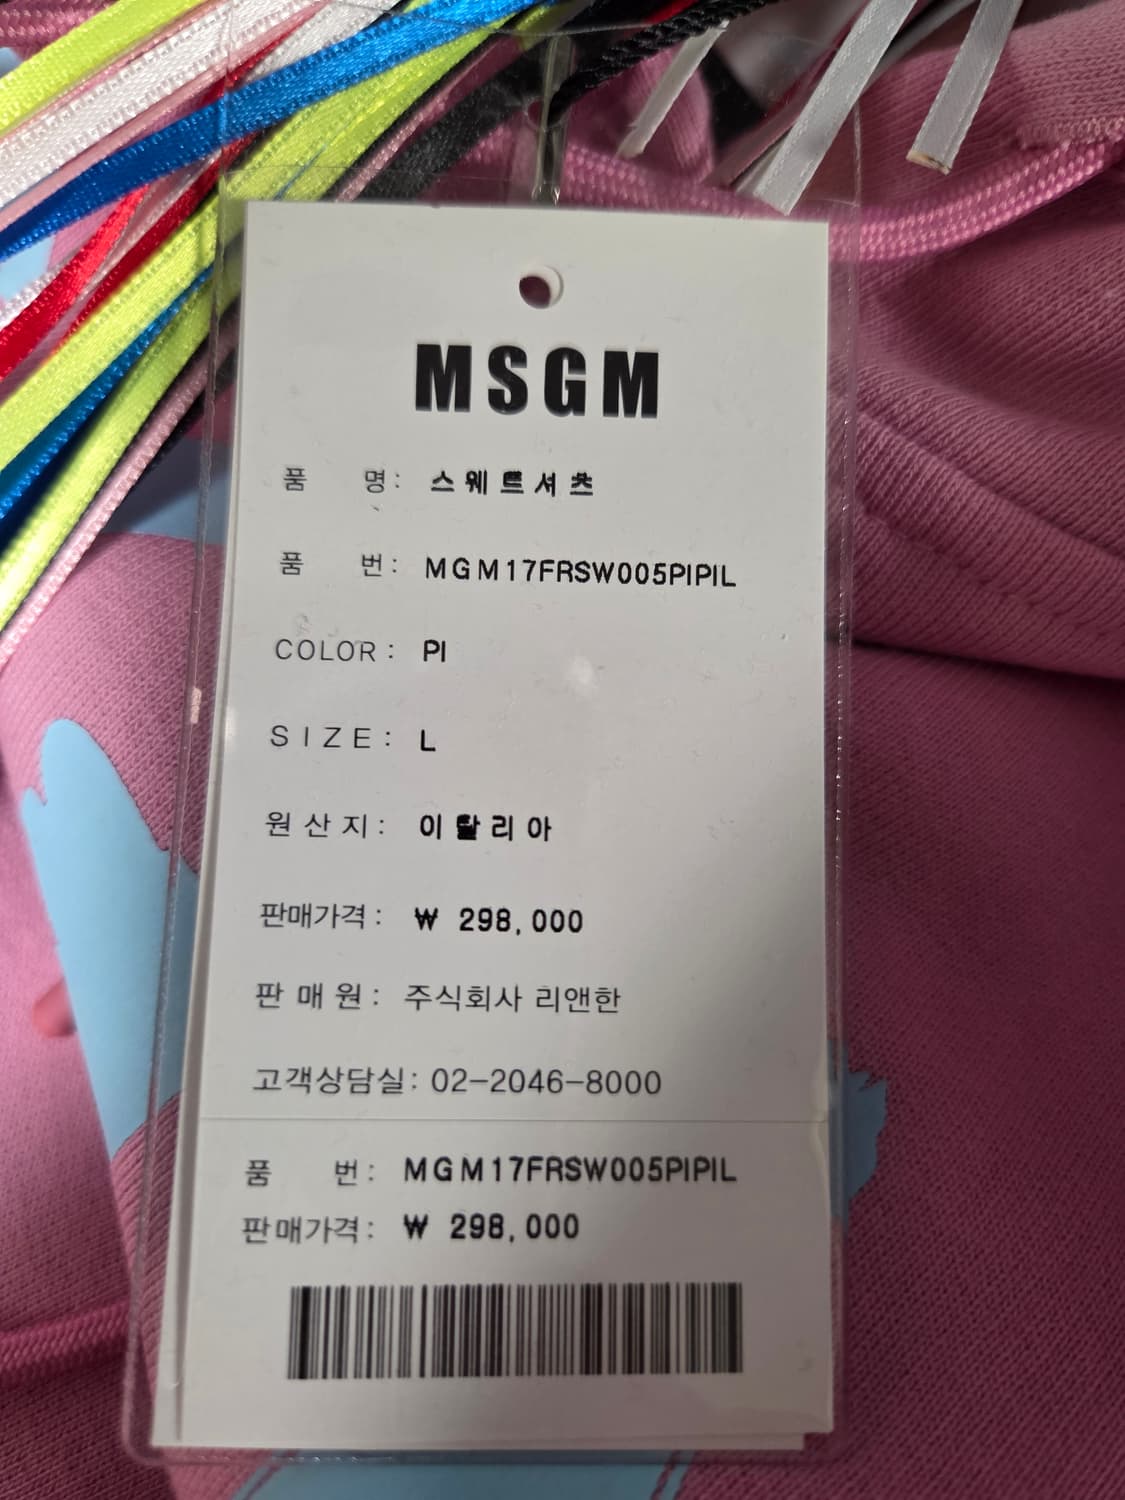 MSGM
품 명: 스웨트셔츠
품 번: MGM17FRSW005PIPIL
COLOR: PI
SIZE: L
원산지: 이탈리아
판매가격: ₩ 298,000
판매원: 주식회사 리앤한
고객상담실: 02-2046-8000
품 번: MGM17FRSW005PIPIL
판매가격: ₩ 298,000